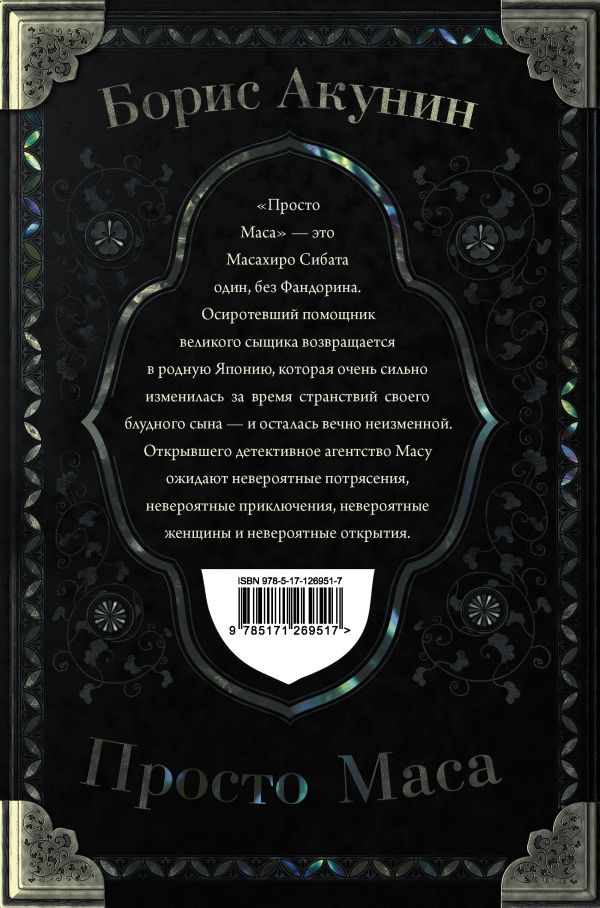 Борис Акунин
«Просто
Маса» — это
Масахиро Сибата
один, без Фандорина.
Осиротевший помощник
великого сыщика возвращается
в родную Японию, которая очень сильно
изменилась за время странствий своего
блудного сына — и осталась вечно неизменной.
Открывшего детективное агентство Масу
ожидают невероятные потрясения,
невероятные приключения, невероятные
женщины и невероятные открытия.
ISBN 978-5-17-126951-7
9 785171 269517 >
Просто Маса